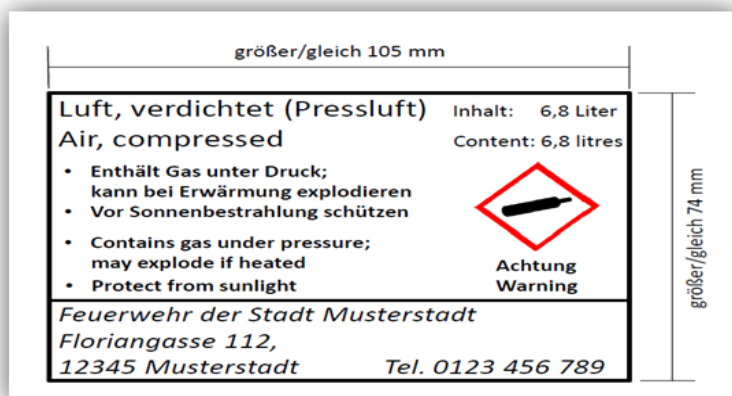 größer/gleich 105 mm
Luft, verdichtet (Pressluft)
Inhalt: 6,8 Liter
Air, compressed
Content: 6,8 litres
• Enthält Gas unter Druck;
kann bei Erwärmung explodieren
• Vor Sonnenbestrahlung schützen
• Contains gas under pressure;
may explode if heated
• Protect from sunlight
Achtung
Warning
größer/gleich 74 mm
Feuerwehr der Stadt Musterstadt
Floriangasse 112,
12345 Musterstadt Tel. 0123 456 789